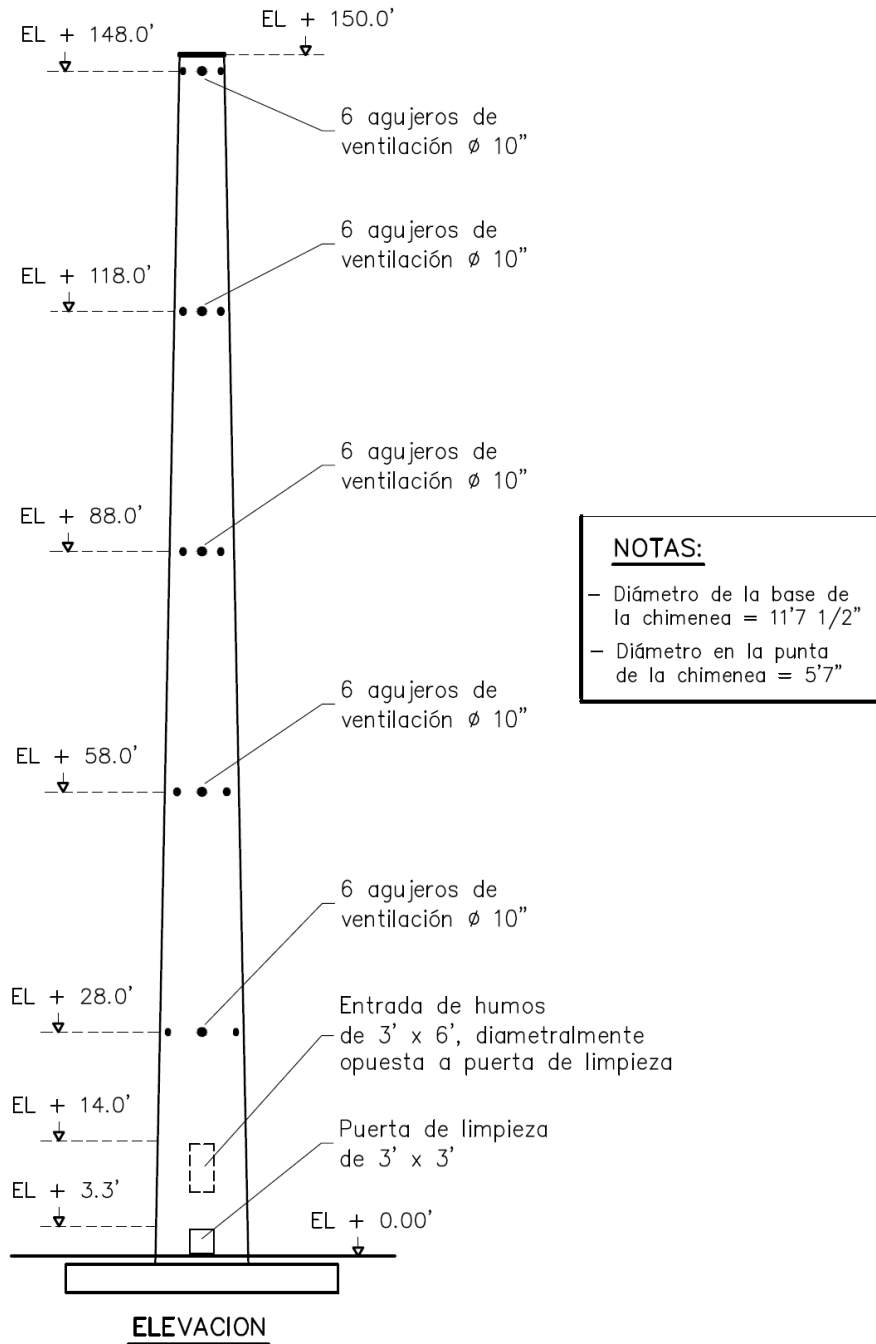 EL + 150.0'
EL + 148.0'
6 agujeros de
ventilación ø 10"
6 agujeros de
ventilación ø 10"
EL + 118.0'
6 agujeros de
ventilación ø 10"
EL + 88.0'
NOTAS:
– Diámetro de la base de
la chimenea = 11'7 1/2"
– Diámetro en la punta
de la chimenea = 5'7"
6 agujeros de
ventilación ø 10"
EL + 58.0'
6 agujeros de
ventilación ø 10"
EL + 28.0'
Entrada de humos
de 3' x 6', diametralmente
opuesta a puerta de limpieza
EL + 14.0'
Puerta de limpieza
de 3' x 3'
EL + 3.3'
EL + 0.00'
ELEVACION